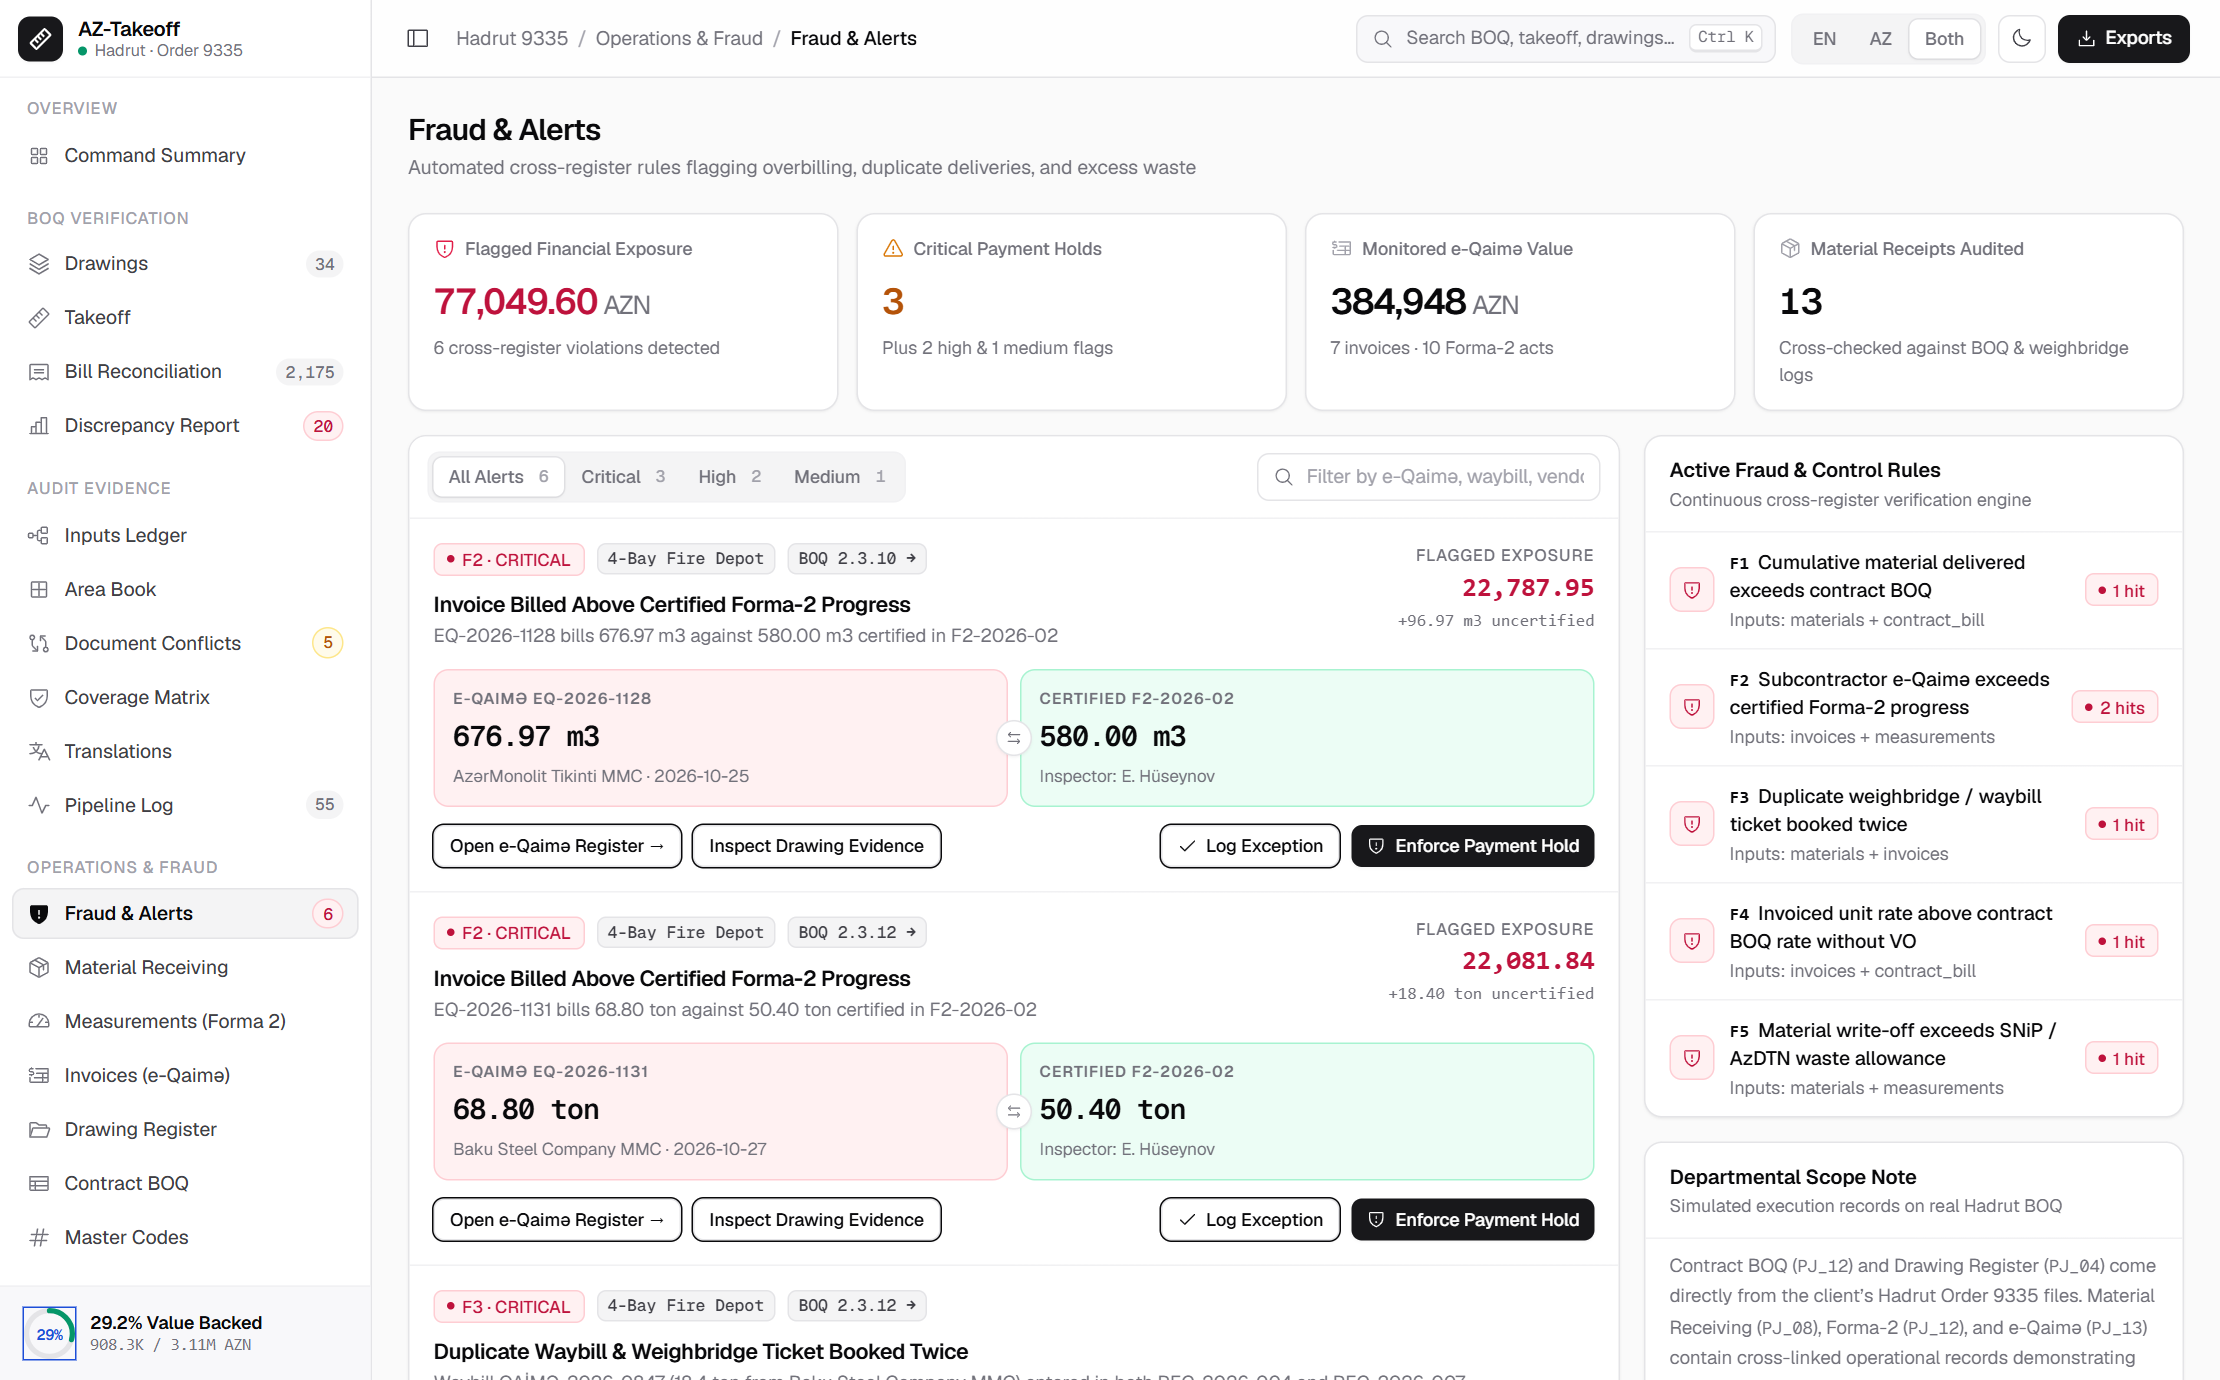 AZ-Takeoff
Hadrut · Order 9335
OVERVIEW
Command Summary
BOQ VERIFICATION
Drawings 34
Takeoff
Bill Reconciliation 2,175
Discrepancy Report 20
AUDIT EVIDENCE
Inputs Ledger
Area Book
Document Conflicts 5
Coverage Matrix
Translations
Pipeline Log 55
OPERATIONS & FRAUD
Fraud & Alerts 6
Material Receiving
Measurements (Forma 2)
Invoices (e-Qaimə)
Drawing Register
Contract BOQ
Master Codes
29%
29.2% Value Backed
908.3K / 3.11M AZN
Hadrut 9335 / Operations & Fraud / Fraud & Alerts
Search BOQ, takeoff, drawings... Ctrl K
EN AZ Both
Exports
Fraud & Alerts
Automated cross-register rules flagging overbilling, duplicate deliveries, and excess waste
Flagged Financial Exposure
77,049.60 AZN
6 cross-register violations detected
Critical Payment Holds
3
Plus 2 high & 1 medium flags
Monitored e-Qaimə Value
384,948 AZN
7 invoices · 10 Forma-2 acts
Material Receipts Audited
13
Cross-checked against BOQ & weighbridge
logs
All Alerts 6 Critical 3 High 2 Medium 1
Filter by e-Qaimə, waybill, vendo
F2 · CRITICAL 4-Bay Fire Depot BOQ 2.3.10 →
Invoice Billed Above Certified Forma-2 Progress
EQ-2026-1128 bills 676.97 m3 against 580.00 m3 certified in F2-2026-02
FLAGGED EXPOSURE
22,787.95
+96.97 m3 uncertified
E-QAIMƏ EQ-2026-1128
676.97 m3
AzərMonolit Tikinti MMC · 2026-10-25
CERTIFIED F2-2026-02
580.00 m3
Inspector: E. Hüseynov
Open e-Qaimə Register → Inspect Drawing Evidence Log Exception Enforce Payment Hold
F2 · CRITICAL 4-Bay Fire Depot BOQ 2.3.12 →
Invoice Billed Above Certified Forma-2 Progress
EQ-2026-1131 bills 68.80 ton against 50.40 ton certified in F2-2026-02
FLAGGED EXPOSURE
22,081.84
+18.40 ton uncertified
E-QAIMƏ EQ-2026-1131
68.80 ton
Baku Steel Company MMC · 2026-10-27
CERTIFIED F2-2026-02
50.40 ton
Inspector: E. Hüseynov
Open e-Qaimə Register → Inspect Drawing Evidence Log Exception Enforce Payment Hold
F3 · CRITICAL 4-Bay Fire Depot BOQ 2.3.12 →
Duplicate Waybill & Weighbridge Ticket Booked Twice
Active Fraud & Control Rules
Continuous cross-register verification engine
F1 Cumulative material delivered
exceeds contract BOQ
Inputs: materials + contract_bill
1 hit
F2 Subcontractor e-Qaimə exceeds
certified Forma-2 progress
Inputs: invoices + measurements
2 hits
F3 Duplicate weighbridge / waybill
ticket booked twice
Inputs: materials + invoices
1 hit
F4 Invoiced unit rate above contract
BOQ rate without VO
Inputs: invoices + contract_bill
1 hit
F5 Material write-off exceeds SNiP /
AzDTN waste allowance
Inputs: materials + measurements
1 hit
Departmental Scope Note
Simulated execution records on real Hadrut BOQ
Contract BOQ (PJ_12) and Drawing Register (PJ_04) come
directly from the client's Hadrut Order 9335 files. Material
Receiving (PJ_08), Forma-2 (PJ_12), and e-Qaimə (PJ_13)
contain cross-linked operational records demonstrating